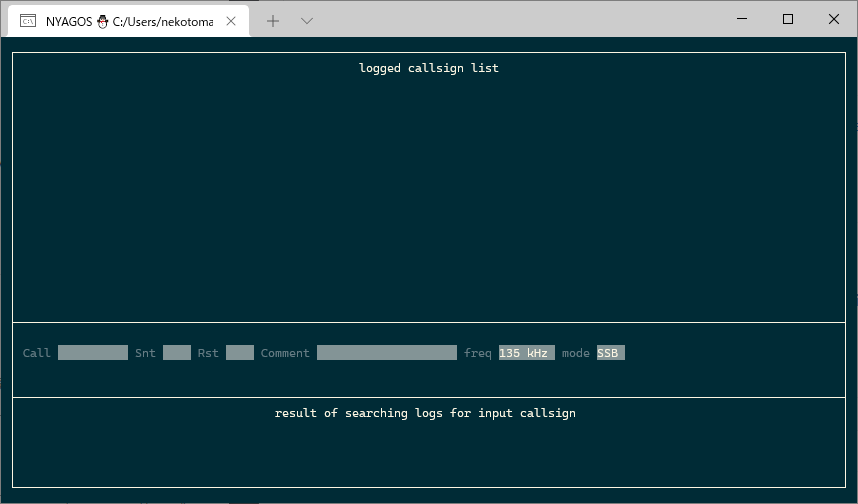 NYAGOS C:/Users/nekotoma
logged callsign list
Call Snt Rst Comment freq 135 kHz mode SSB
result of searching logs for input callsign